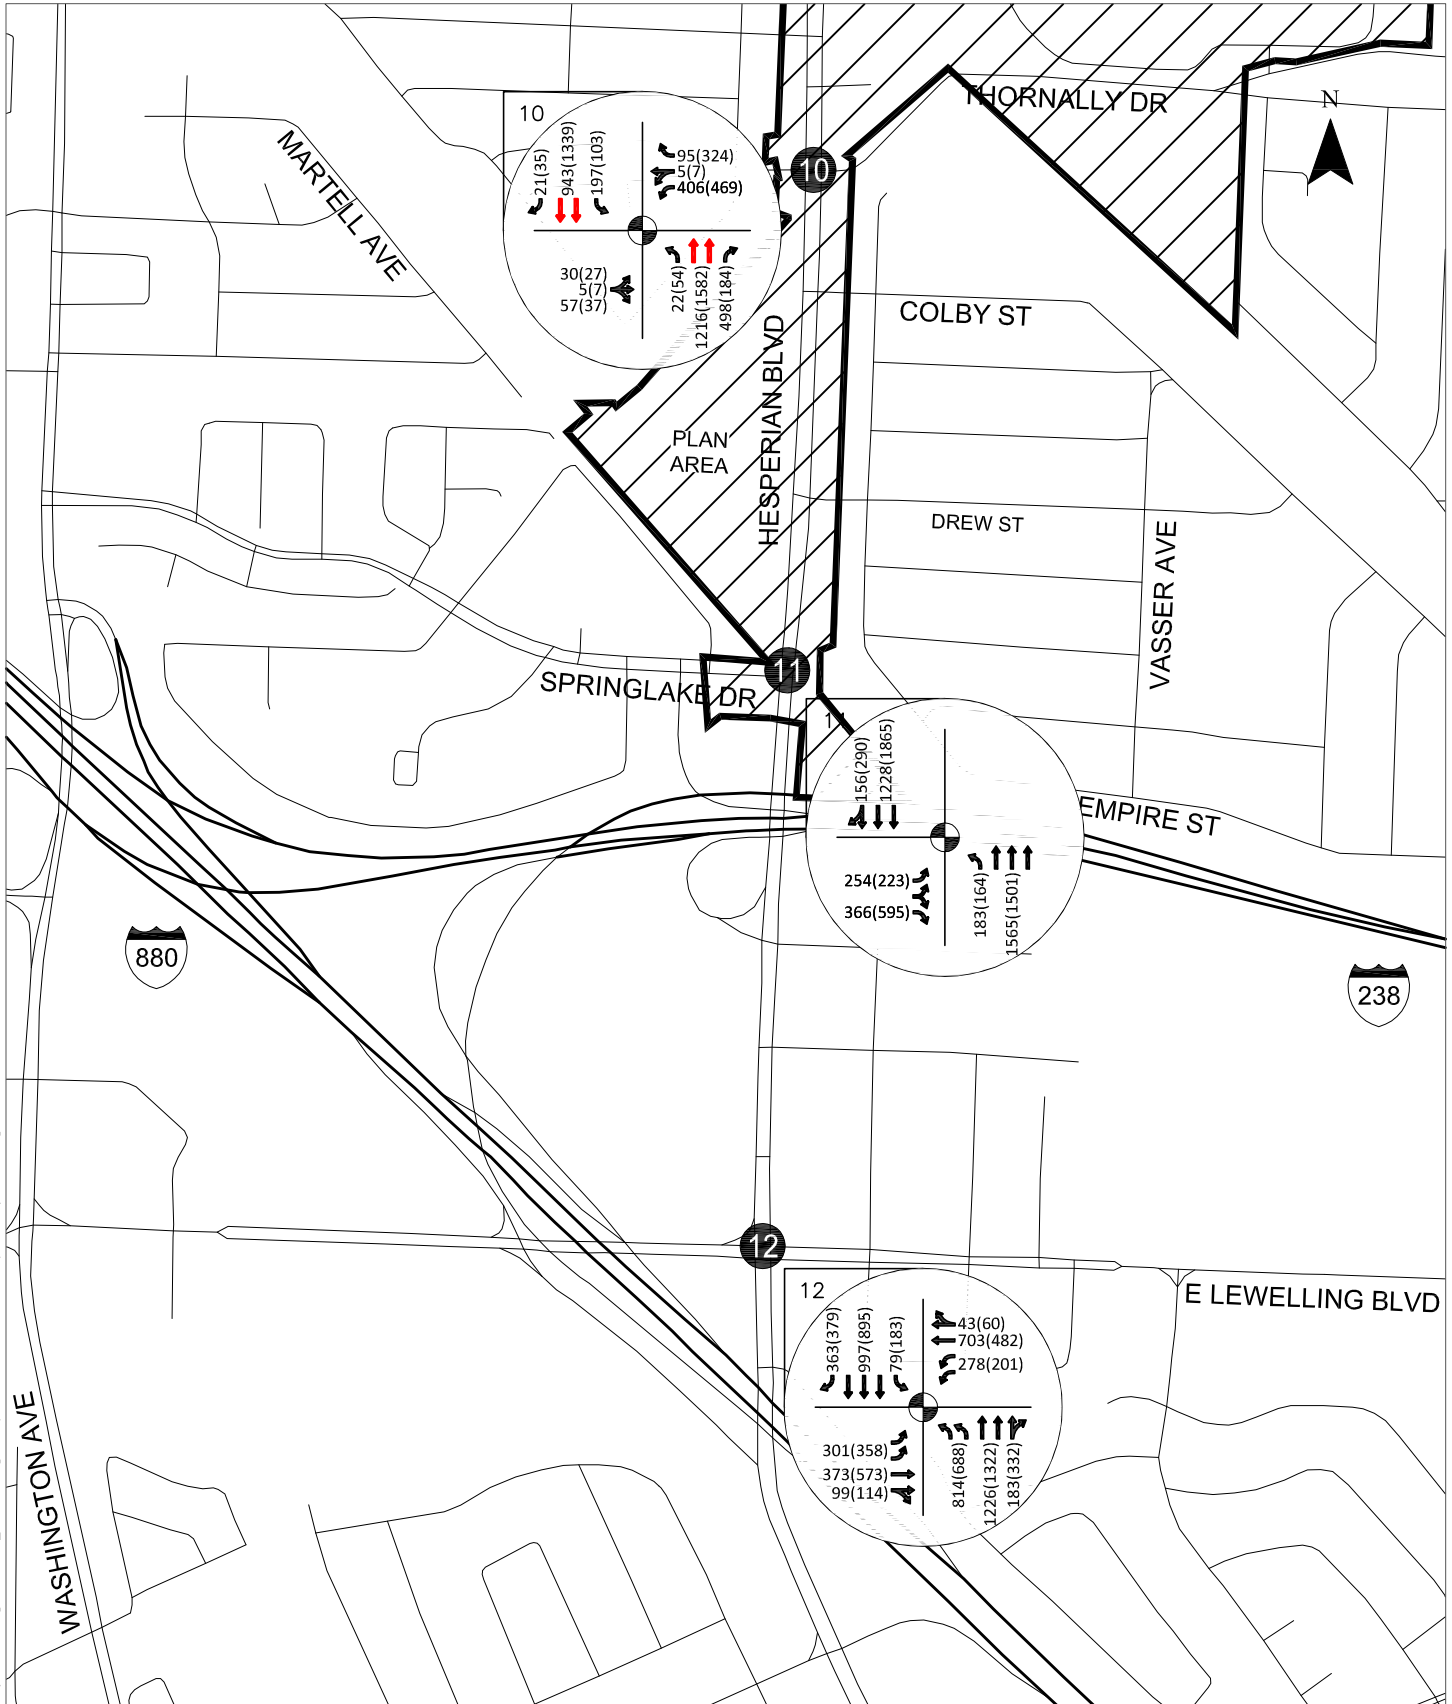 THORNALLY DR
N
10
21(35)
943(1339)
197(103)
95(324)
5(7)
406(469)
30(27)
5(7)
57(37)
22(54)
1216(1582)
498(184)
10
MARTELL AVE
COLBY ST
HESPERIAN BLVD
PLAN
AREA
DREW ST
VASSER AVE
11
SPRINGLAKE DR
11
156(290)
1228(1865)
254(223)
366(595)
183(164)
1565(1501)
EMPIRE ST
880
238
12
E LEWELLING BLVD
12
363(379)
997(895)
79(183)
43(60)
703(482)
278(201)
301(358)
373(573)
99(114)
814(688)
1226(1322)
183(332)
WASHINGTON AVE